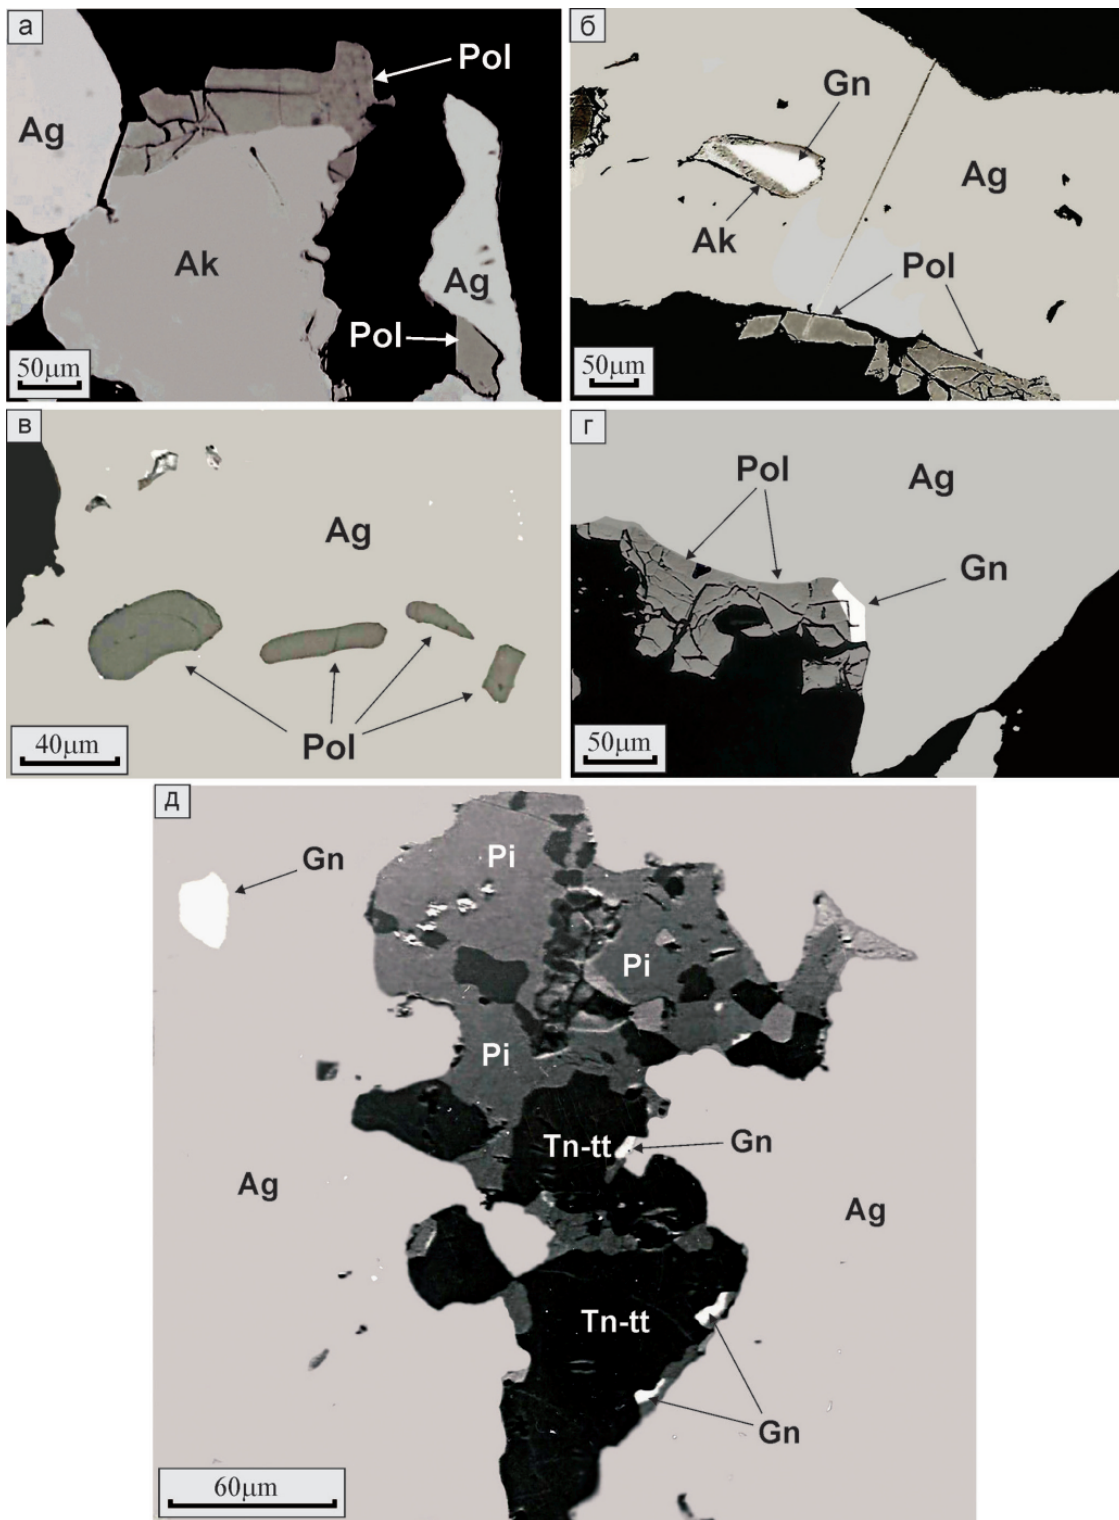 а
Pol
Ag
Ak
Ag
Pol
50µm
б
Gn
Ag
Ak
Pol
50µm
в
Ag
Pol
40µm
г
Pol
Ag
Gn
50µm
д
Gn
Pi
Pi
Pi
Tn-tt
Gn
Ag
Ag
Tn-tt
Gn
60µm